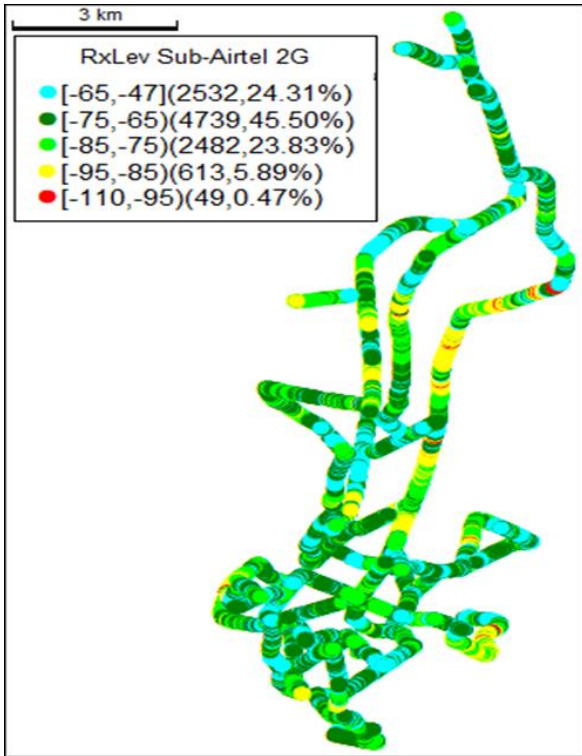 3 km
RxLev Sub-Airtel 2G
[-65,-47](2532,24.31%)
[-75,-65)(4739,45.50%)
[-85,-75)(2482,23.83%)
[-95,-85)(613,5.89%)
[-110,-95)(49,0.47%)